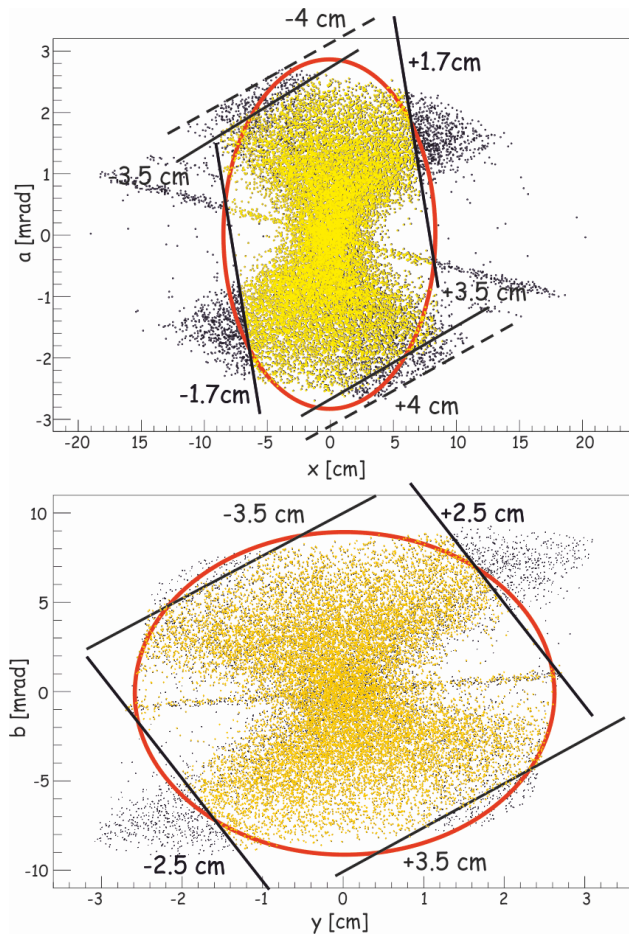 -4 cm
3
+1.7cm
2
-3.5 cm
1
a [mrad]
0
-1
+3.5 cm
-2
-1.7cm
+4 cm
-3
-20 -15 -10 -5 0 5 10 15 20
x [cm]
-3.5 cm
+2.5 cm
10
5
b [mrad]
0
-5
-2.5 cm
+3.5 cm
-10
-3 -2 -1 0 1 2 3
y [cm]